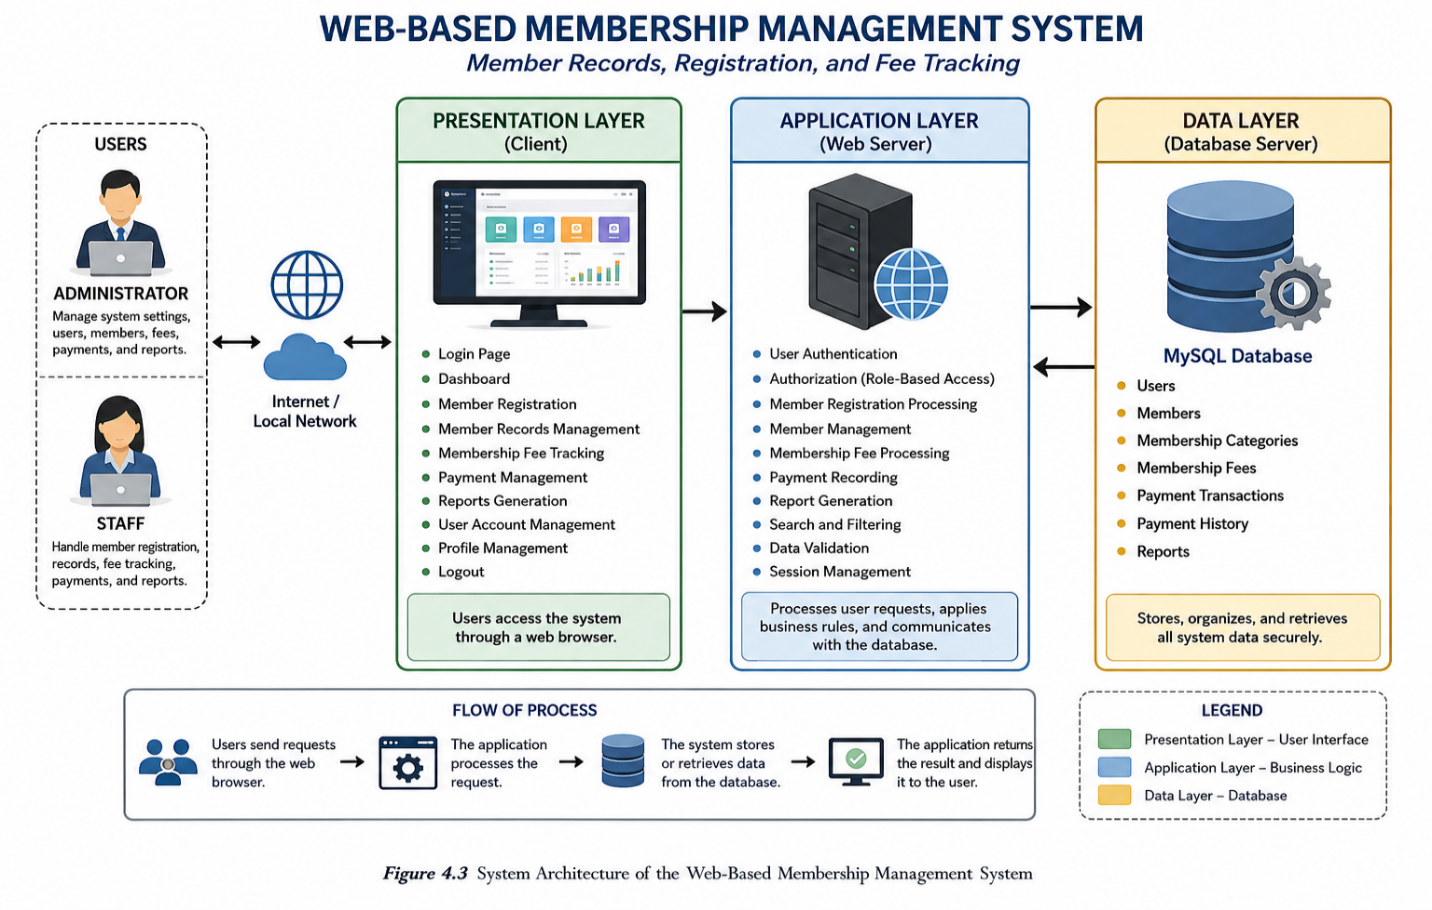 WEB-BASED MEMBERSHIP MANAGEMENT SYSTEM
Member Records, Registration, and Fee Tracking
USERS
ADMINISTRATOR
Manage system settings,
users, members, fees,
payments, and reports.
STAFF
Handle member registration,
records, fee tracking,
payments, and reports.
Internet /
Local Network
PRESENTATION LAYER
(Client)
Login Page
Dashboard
Member Registration
Member Records Management
Membership Fee Tracking
Payment Management
Reports Generation
User Account Management
Profile Management
Logout
Users access the system
through a web browser.
APPLICATION LAYER
(Web Server)
User Authentication
Authorization (Role-Based Access)
Member Registration Processing
Member Management
Membership Fee Processing
Payment Recording
Report Generation
Search and Filtering
Data Validation
Session Management
Processes user requests, applies
business rules, and communicates
with the database.
DATA LAYER
(Database Server)
MySQL Database
Users
Members
Membership Categories
Membership Fees
Payment Transactions
Payment History
Reports
Stores, organizes, and retrieves
all system data securely.
FLOW OF PROCESS
Users send requests
through the web
browser.
The application
processes the
request.
The system stores
or retrieves data
from the database.
The application returns
the result and displays
it to the user.
LEGEND
Presentation Layer – User Interface
Application Layer – Business Logic
Data Layer – Database
Figure 4.3 System Architecture of the Web-Based Membership Management System